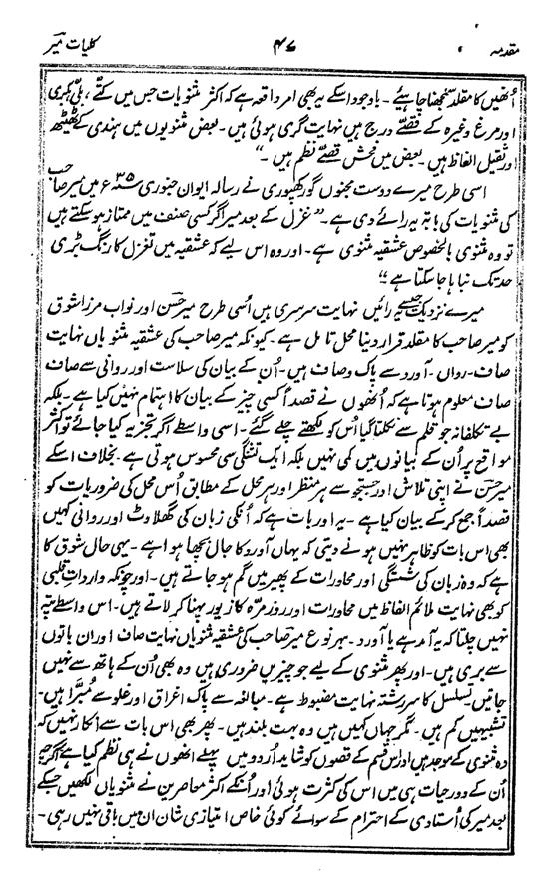 مقدمہ ۴۷ کلیات میر
اُنھیں کا مقلد سمجھنا چاہیئے ۔ باوجود اسکے یہ بھی امر واقعہ ہے کہ اکثر مثنویات جس میں کتے ، بلی بکری
اور مرغ وغیرہ کے قصّے درج ہیں نہایت گری ہوئی ہیں ۔ بعض مثنویوں میں ہندی کے ٹھیٹھ
اور ثقیل الفاظ ہیں ۔ بعض میں فحش قصّے نظم ہیں ۔"
اسی طرح میرے دوست مجنوں گورکھپوری نے رسالہ ایوان جنوری ۳۵ء میں میر صاحب
کی مثنویات کی بابت یہ رائے دی ہے ۔ "غزل کے بعد میر اگر کسی صنف میں ممتاز ہو سکتے ہیں
تو وہ مثنوی بالخصوص عشقیہ مثنوی ہے ۔ اور وہ اس لیے کہ عشقیہ میں تغزل کا رنگ بڑی
حد تک نباہا جا سکتا ہے ۔"
میرے نزدیک جیسے یہ رائیں نہایت سرسری ہیں اُسی طرح میر حسن اور نواب مرزا شوق
کو میر صاحب کا مقلد قرار دینا محل تامل ہے ۔ کیونکہ میر صاحب کی عشقیہ مثنویاں نہایت
صاف ۔ رواں ۔ آورد سے پاک و صاف ہیں ۔ اُن کے بیان کی سلاست اور روانی سے صاف
صاف معلوم ہوتا ہے کہ اُنھوں نے قصداً کسی چیز کے بیان کا اہتمام نہیں کیا ہے ۔ بلکہ
بے تکلفانہ جو قلم سے نکلتا گیا اُس کو لکھتے چلے گئے ۔ اسی واسطے اگر تجزیہ کیا جائے تو اکثر
مواقع پر اُن کے بیانوں میں کمی نہیں بلکہ ایک تشنگی سی محسوس ہوتی ہے ۔ بخلاف اسکے
میر حسن نے اپنی تلاش اور جستجو سے ہر منظر اور ہر محل کے مطابق اُس محل کی ضروریات کو
قصداً جمع کر کے بیان کیا ہے ۔ یہ اور بات ہے کہ اُنکی زبان کی گھلاوٹ اور روانی کہیں
بھی اس بات کو ظاہر نہیں ہونے دیتی کہ یہاں آورد کا جال بچھا ہوا ہے ۔ یہی حال شوق کا
ہے کہ وہ زبان کی شستگی اور محاورات کے پھیر میں گم ہو جاتے ہیں ۔ اور چونکہ واردات قلبی
کو بھی نہایت ملائم الفاظ میں محاورات اور روز مرّہ کا زیور پہنا کر لاتے ہیں ۔ اس واسطے پتہ
نہیں چلتا کہ یہ آمد ہے یا آورد ۔ بہر نوع میر صاحب کی عشقیہ مثنویاں نہایت صاف اور ان باتوں
سے بری ہیں ۔ اور پھر مثنوی کے لیے جو چیزیں ضروری ہیں وہ بھی اُن کے ہاتھ سے نہیں
جاتیں ۔ تسلسل کا سر رشتہ نہایت مضبوط ہے ۔ مبالغہ سے پاک اغراق اور غلو سے مُبرّا ہیں ۔
تشبیہیں کم ہیں ۔ مگر جہاں کہیں ہیں وہ بہت بلند ہیں ۔ پھر بھی اس بات سے انکار نہیں کہ
وہ مثنوی کے موجد ہیں اور اس قسم کے قصوں کو شاید اُردو میں پہلے انھوں نے ہی نظم کیا ہے اگرچہ
اُن کے دور حیات ہی میں اس کی کثرت ہوئی اور اُنکے اکثر معاصرین نے مثنویاں لکھیں جسکے
بعد میر کی اُستادی کے احترام کے سوائے کوئی خاص امتیازی شان ان میں باقی نہیں رہی ۔